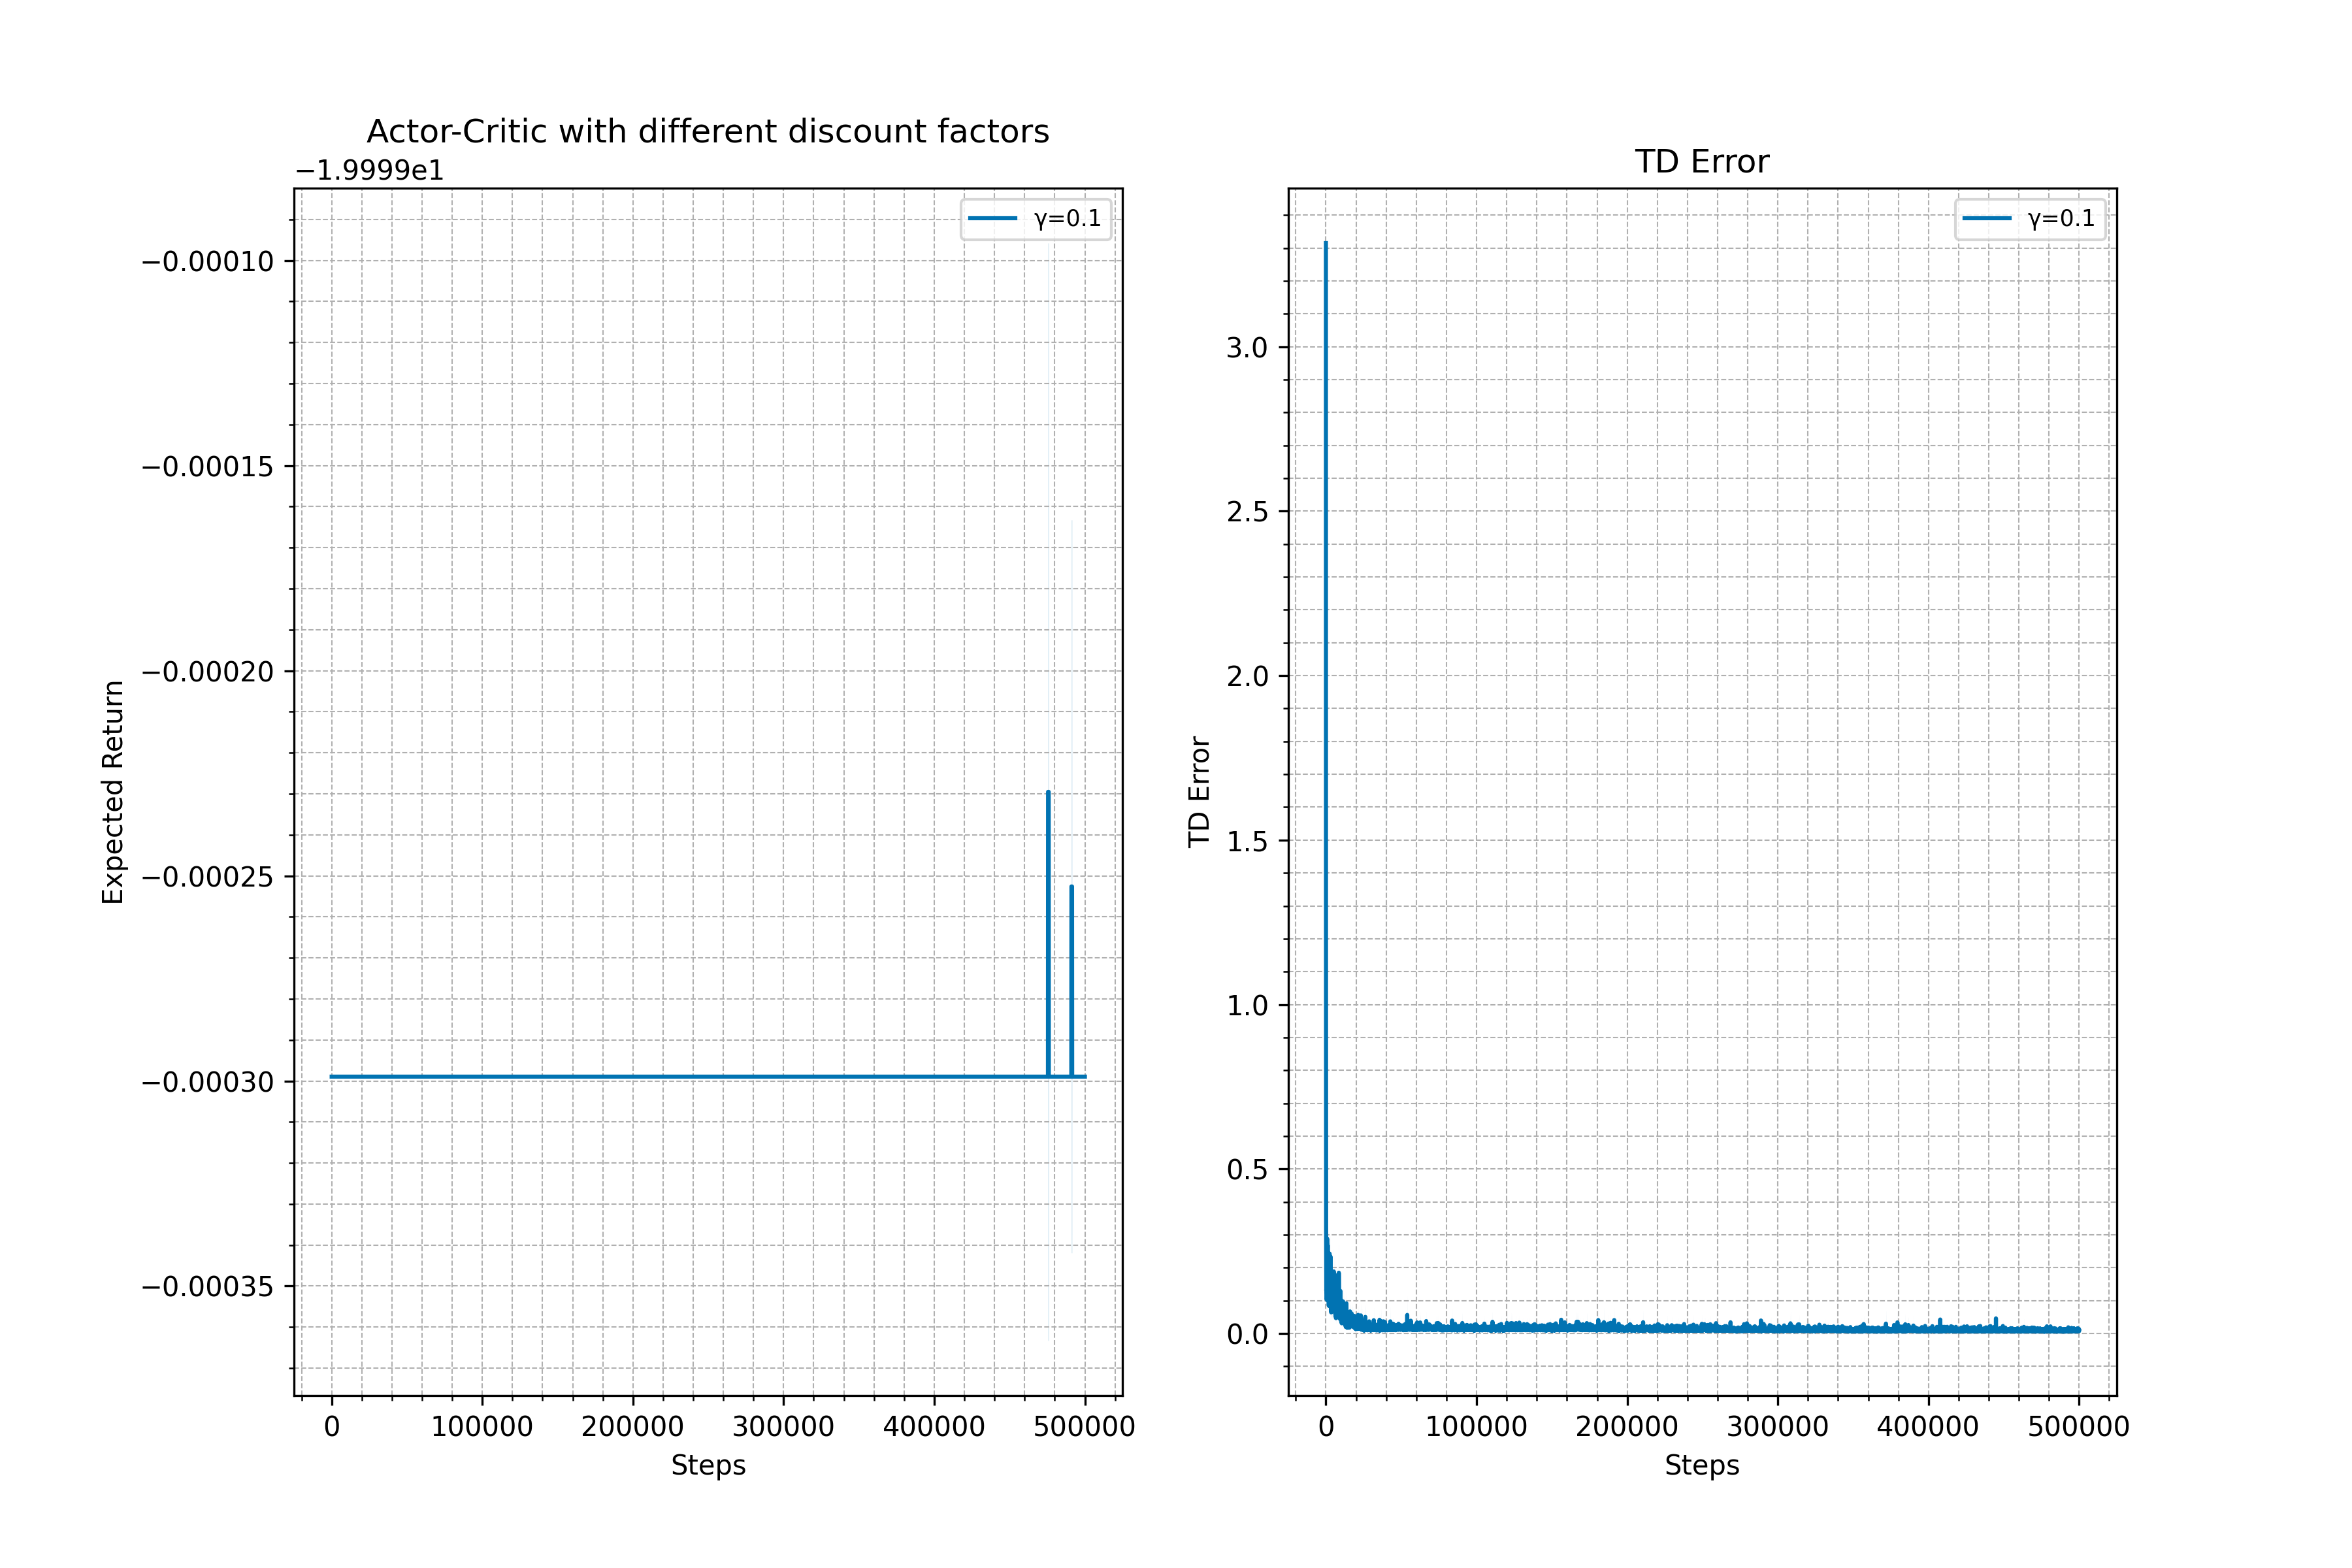 Actor-Critic with different discount factors
−1.9999e1
γ=0.1
−0.00010
−0.00015
−0.00020
−0.00025
−0.00030
−0.00035
Expected Return
0 100000 200000 300000 400000 500000
Steps
TD Error
γ=0.1
3.0
2.5
2.0
1.5
1.0
0.5
0.0
TD Error
0 100000 200000 300000 400000 500000
Steps